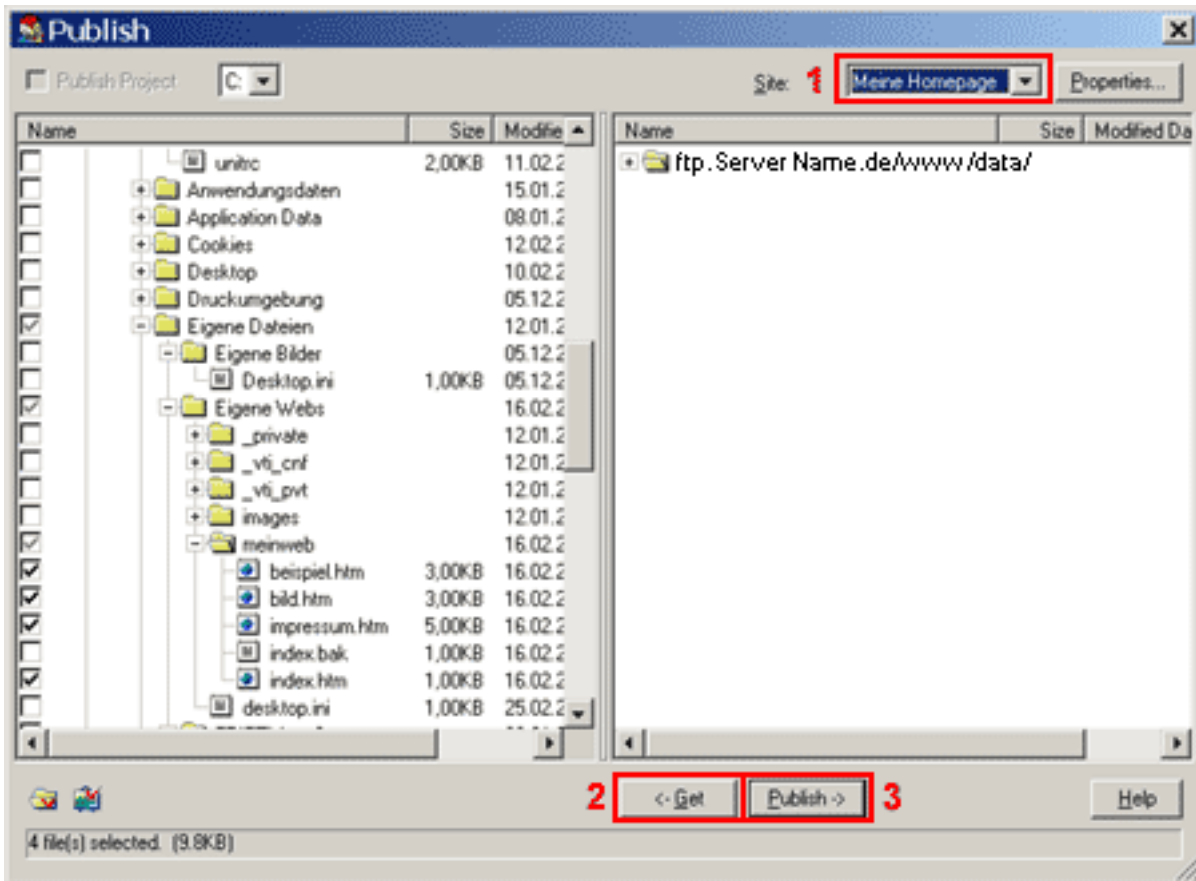 Publish
Publish Project C: Site: 1 Meine Homepage Properties...
Name Size Modifie Name Size Modified Da
unitrc 2,00KB 11.02.2 ftp.Server Name.de/www/data/
Anwendungsdaten 15.01.2
Application Data 08.01.2
Cookies 12.02.2
Desktop 10.02.2
Druckumgebung 05.12.2
Eigene Dateien 12.01.2
Eigene Bilder 05.12.2
Desktop.ini 1,00KB 05.12.2
Eigene Webs 16.02.2
_private 12.01.2
_vti_cnf 12.01.2
_vti_pvt 12.01.2
images 12.01.2
meinweb 16.02.2
beispiel.htm 3,00KB 16.02.2
bild.htm 3,00KB 16.02.2
impressum.htm 5,00KB 16.02.2
index.bak 1,00KB 16.02.2
index.htm 1,00KB 16.02.2
desktop.ini 1,00KB 25.02.2
2 <- Get Publish -> 3 Help
4 file(s) selected. (9.8KB)